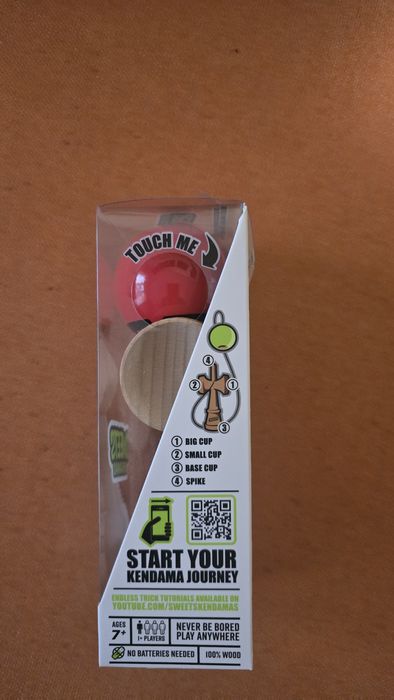 TOUCH ME
4
2
1
3
1 BIG CUP
2 SMALL CUP
3 BASE CUP
4 SPIKE
START YOUR
KENDAMA JOURNEY
ENDLESS TRICK TUTORIALS AVAILABLE ON
YOUTUBE.COM/SWEETSKENDAMAS
AGES
7+
1+ PLAYERS
NEVER BE BORED
PLAY ANYWHERE
NO BATTERIES NEEDED
100% WOOD